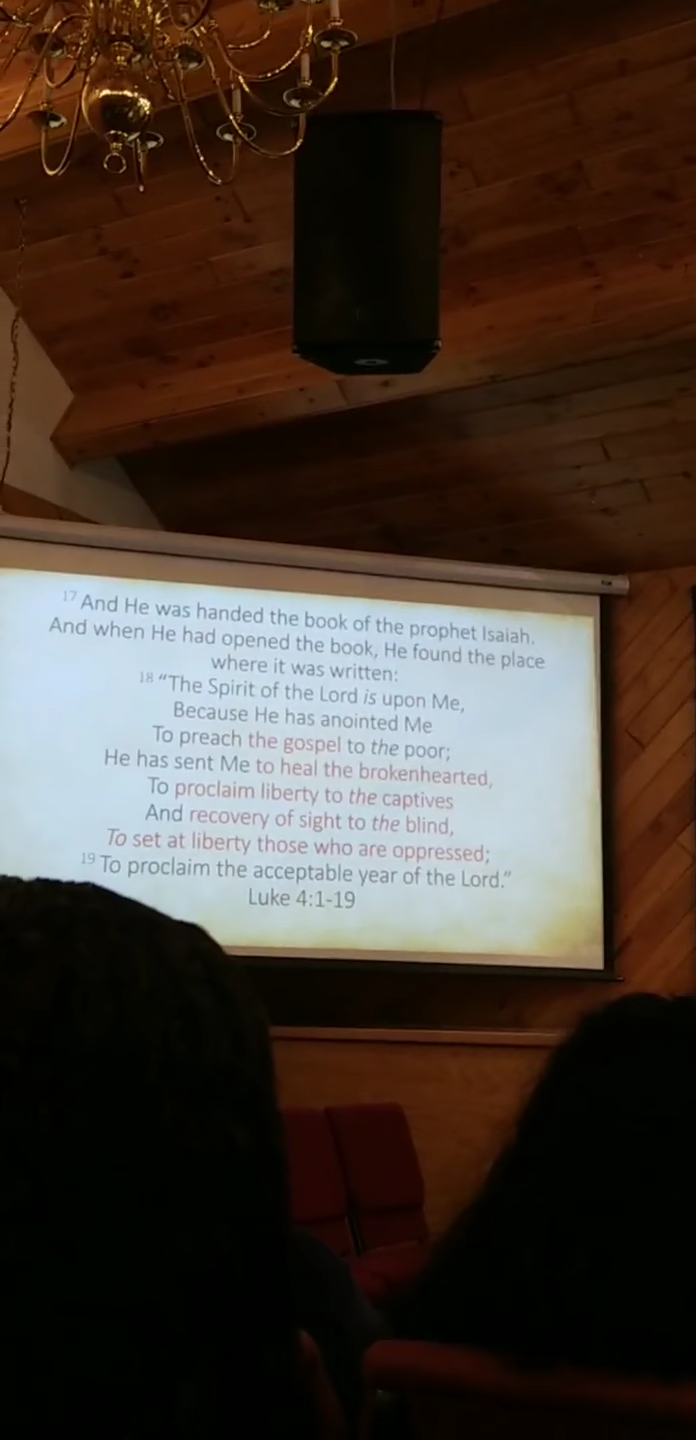 17 And He was handed the book of the prophet Isaiah.
And when He had opened the book, He found the place
where it was written:
18 “The Spirit of the Lord is upon Me,
Because He has anointed Me
To preach the gospel to the poor;
He has sent Me to heal the brokenhearted,
To proclaim liberty to the captives
And recovery of sight to the blind,
To set at liberty those who are oppressed;
19 To proclaim the acceptable year of the Lord.”
Luke 4:1-19